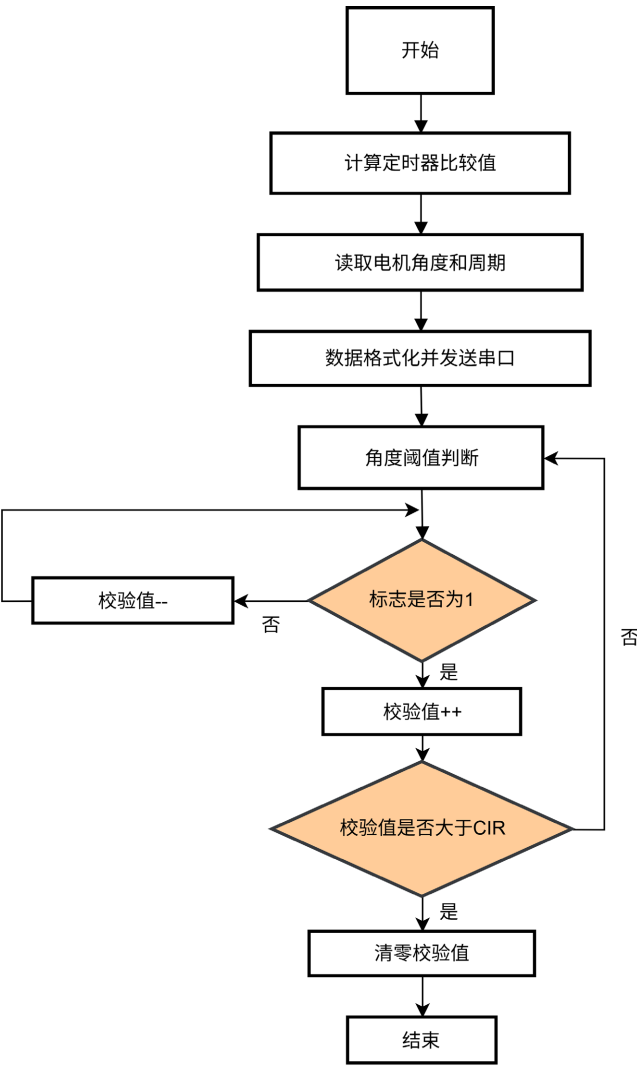 开始
计算定时器比较值
读取电机角度和周期
数据格式化并发送串口
角度阈值判断
标志是否为1
校验值--
否
否
是
校验值++
校验值是否大于CIR
是
清零校验值
结束